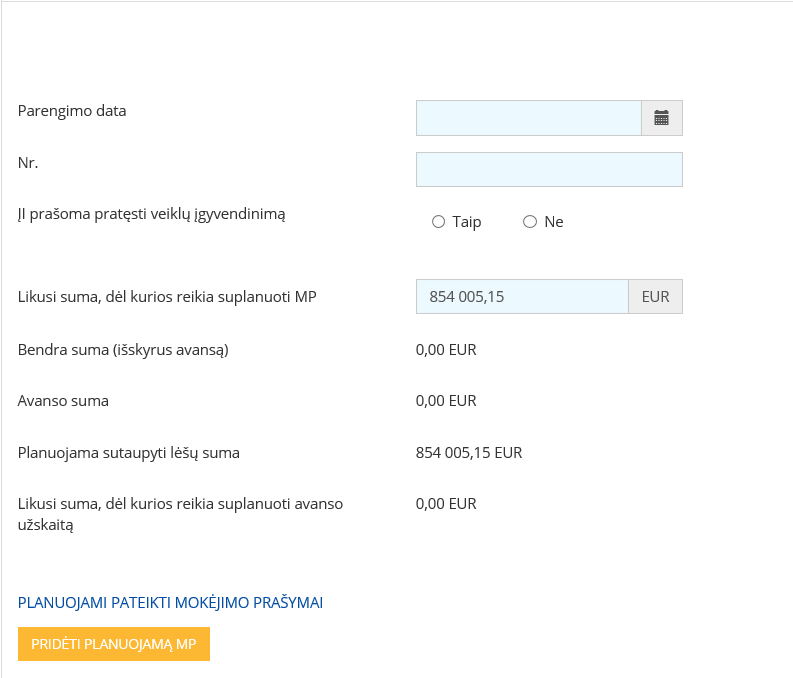 Parengimo data
Nr.
ĮI prašoma pratęsti veiklų įgyvendinimą
Taip Ne
Likusi suma, dėl kurios reikia suplanuoti MP 854 005,15 EUR
Bendra suma (išskyrus avansą) 0,00 EUR
Avanso suma 0,00 EUR
Planuojama sutaupyti lėšų suma 854 005,15 EUR
Likusi suma, dėl kurios reikia suplanuoti avanso 0,00 EUR
užskaitą
PLANUOJAMI PATEIKTI MOKĖJIMO PRAŠYMAI
PRIDĖTI PLANUOJAMĄ MP